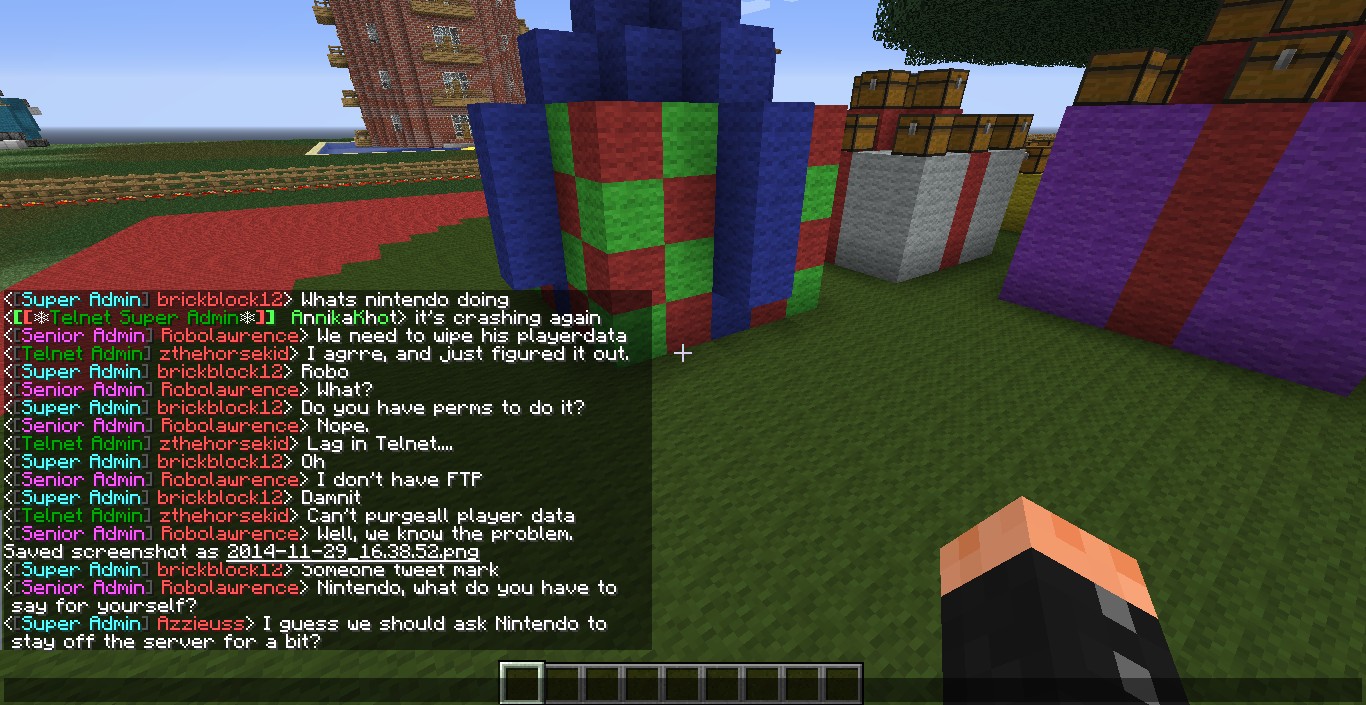 <[Super Admin] brickblock12> Whats nintendo doing
<[[❄Telnet Super Admin❄]] AnnikaKhot> it's crashing again
<[Senior Admin] Robolawrence> We need to wipe his playerdata
<[Telnet Admin] zthehorsekid> I agrre, and just figured it out.
<[Super Admin] brickblock12> Robo
<[Senior Admin] Robolawrence> What?
<[Super Admin] brickblock12> Do you have perms to do it?
<[Senior Admin] Robolawrence> Nope.
<[Telnet Admin] zthehorsekid> Lag in Telnet....
<[Super Admin] brickblock12> Oh
<[Senior Admin] Robolawrence> I don't have FTP
<[Super Admin] brickblock12> Damnit
<[Telnet Admin] zthehorsekid> Can't purgeall player data
<[Senior Admin] Robolawrence> Well, we know the problem.
Saved screenshot as 2014-11-29_16.38.52.png
<[Super Admin] brickblock12> Someone tweet mark
<[Senior Admin] Robolawrence> Nintendo, what do you have to
say for yourself?
<[Super Admin] Azzieuss> I guess we should ask Nintendo to
stay off the server for a bit?